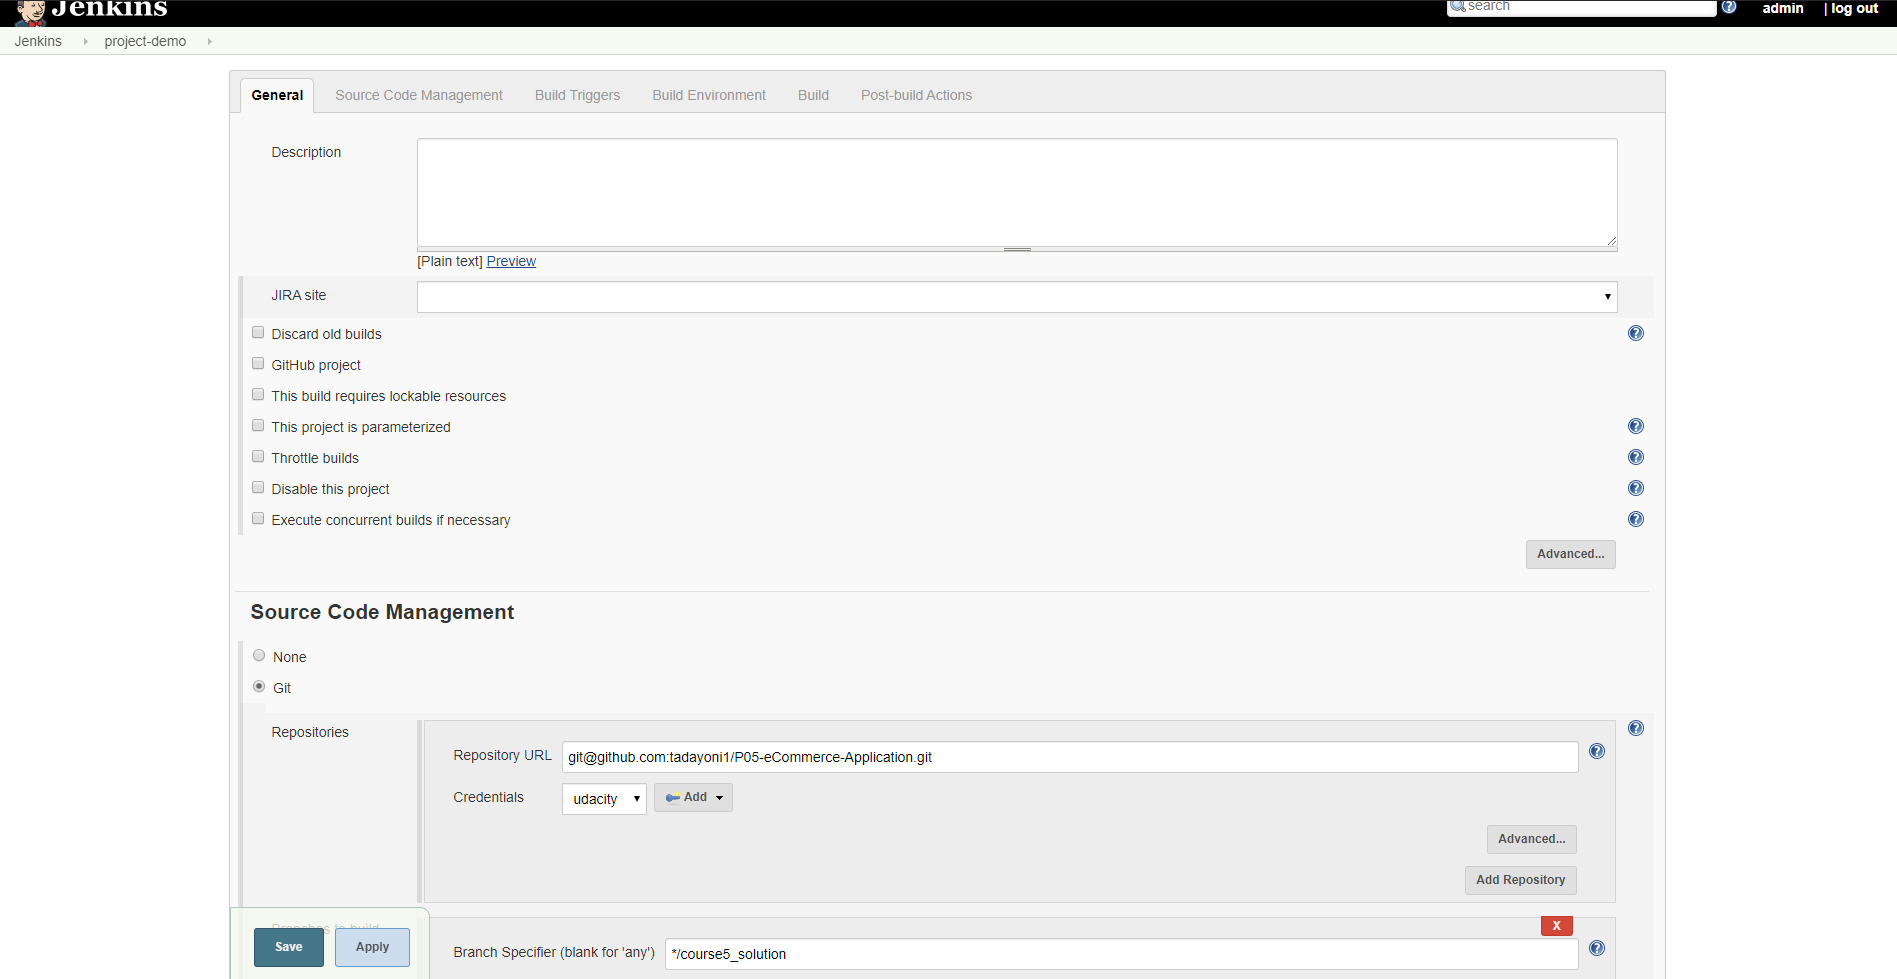 Jenkins
search
admin
| log out
Jenkins
project-demo
General
Source Code Management
Build Triggers
Build Environment
Build
Post-build Actions
Description
[Plain text] Preview
JIRA site
Discard old builds
GitHub project
This build requires lockable resources
This project is parameterized
Throttle builds
Disable this project
Execute concurrent builds if necessary
Advanced...
Source Code Management
None
Git
Repositories
Repository URL
git@github.com:tadayoni1/P05-eCommerce-Application.git
Credentials
udacity
Add
Advanced...
Add Repository
Branches to build
X
Save
Apply
Branch Specifier (blank for 'any')
*/course5_solution